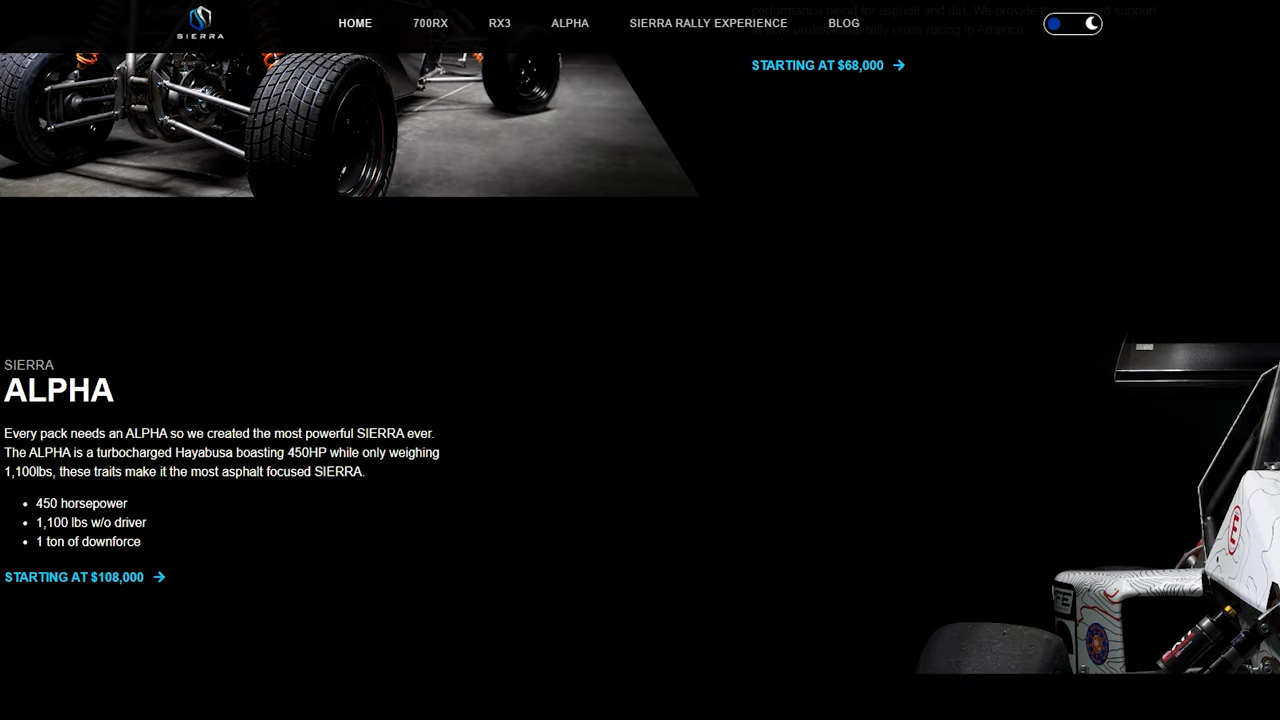 SIERRA
HOME
700RX
RX3
ALPHA
SIERRA RALLY EXPERIENCE
BLOG
performance blend for asphalt and dirt. We provide the
support
professional rally cross racing in America.
STARTING AT $68,000
SIERRA
ALPHA
Every pack needs an ALPHA so we created the most powerful SIERRA ever.
The ALPHA is a turbocharged Hayabusa boasting 450HP while only weighing
1,100lbs, these traits make it the most asphalt focused SIERRA.
• 450 horsepower
• 1,100 lbs w/o driver
• 1 ton of downforce
STARTING AT $108,000